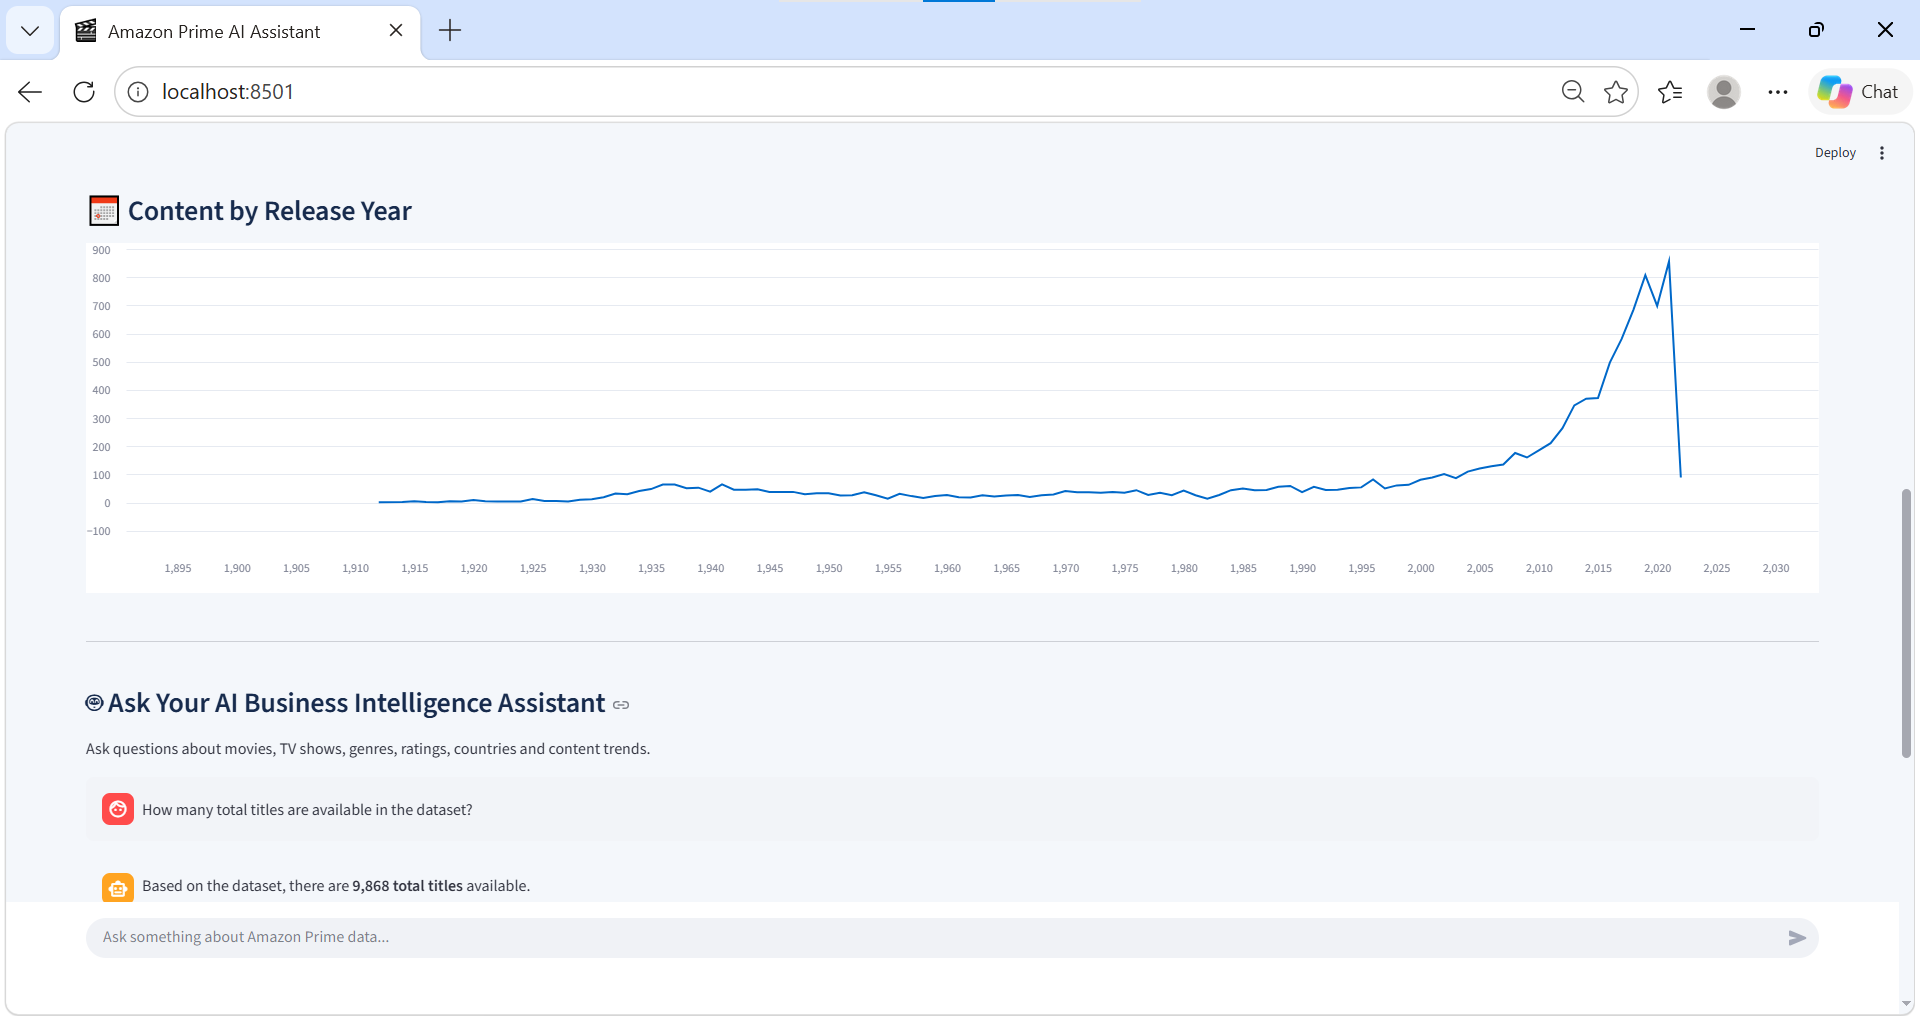 Amazon Prime AI Assistant
localhost:8501
Chat
Deploy
Content by Release Year
900
800
700
600
500
400
300
200
100
0
−100
1,895 1,900 1,905 1,910 1,915 1,920 1,925 1,930 1,935 1,940 1,945 1,950 1,955 1,960 1,965 1,970 1,975 1,980 1,985 1,990 1,995 2,000 2,005 2,010 2,015 2,020 2,025 2,030
Ask Your AI Business Intelligence Assistant
Ask questions about movies, TV shows, genres, ratings, countries and content trends.
How many total titles are available in the dataset?
Based on the dataset, there are 9,868 total titles available.
Ask something about Amazon Prime data...